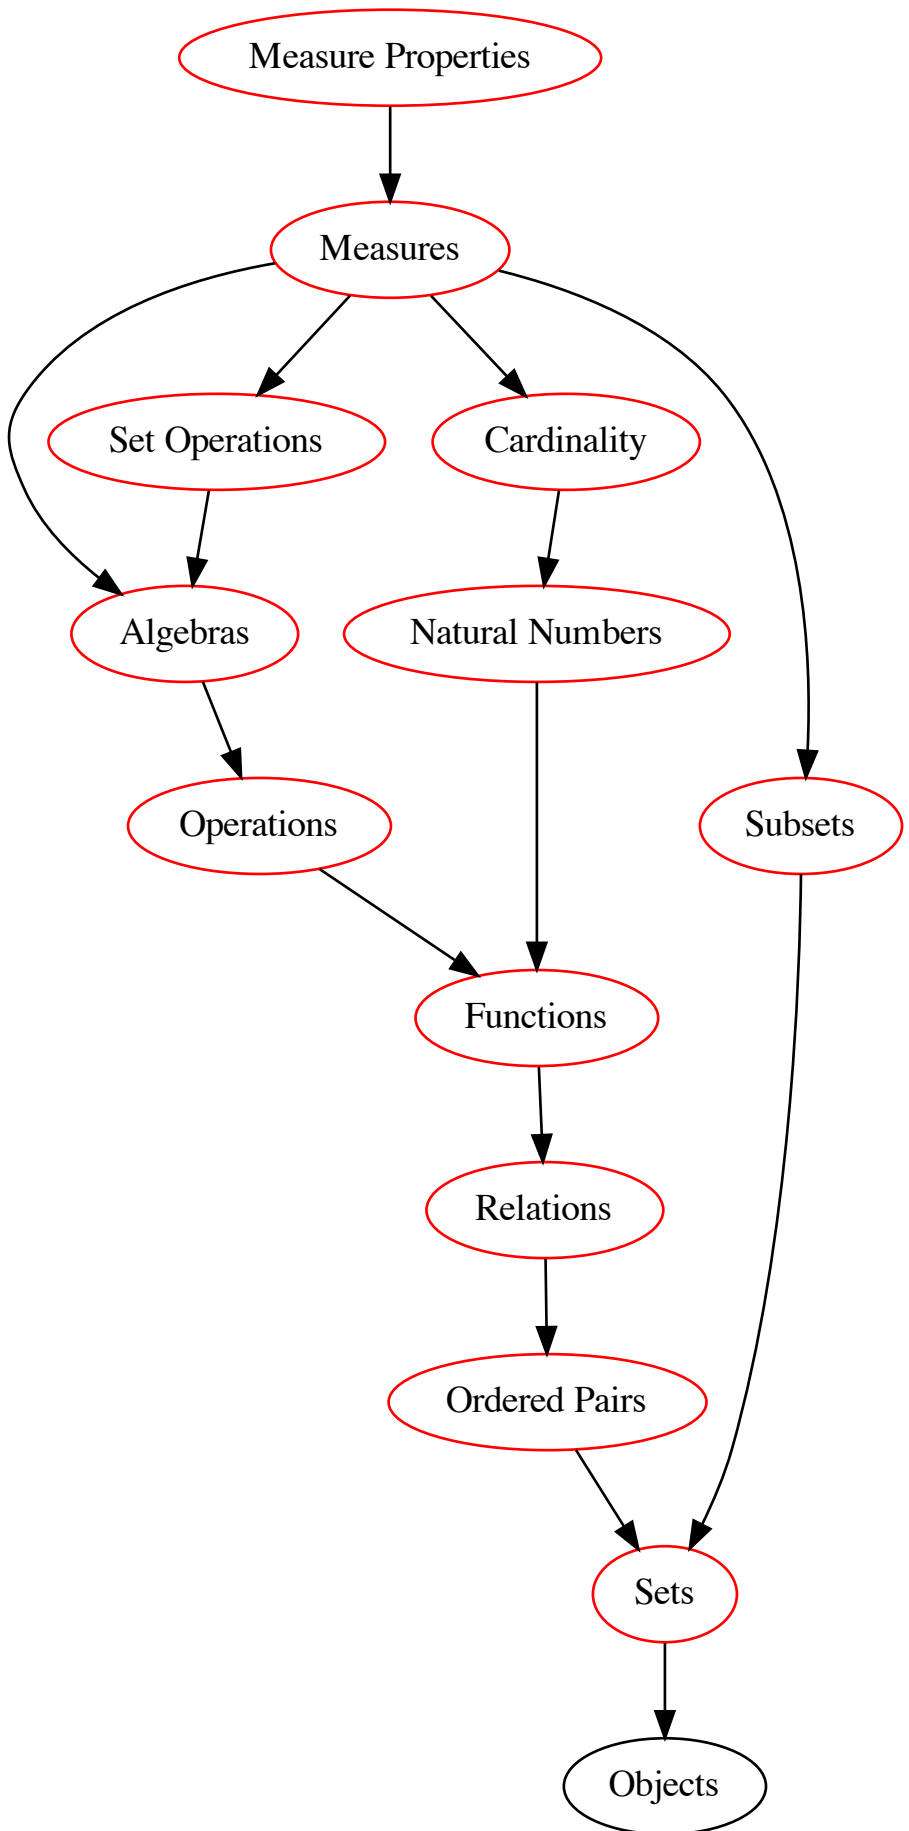 Measure Properties
Measures
Set Operations
Cardinality
Algebras
Natural Numbers
Operations
Subsets
Functions
Relations
Ordered Pairs
Sets
Objects